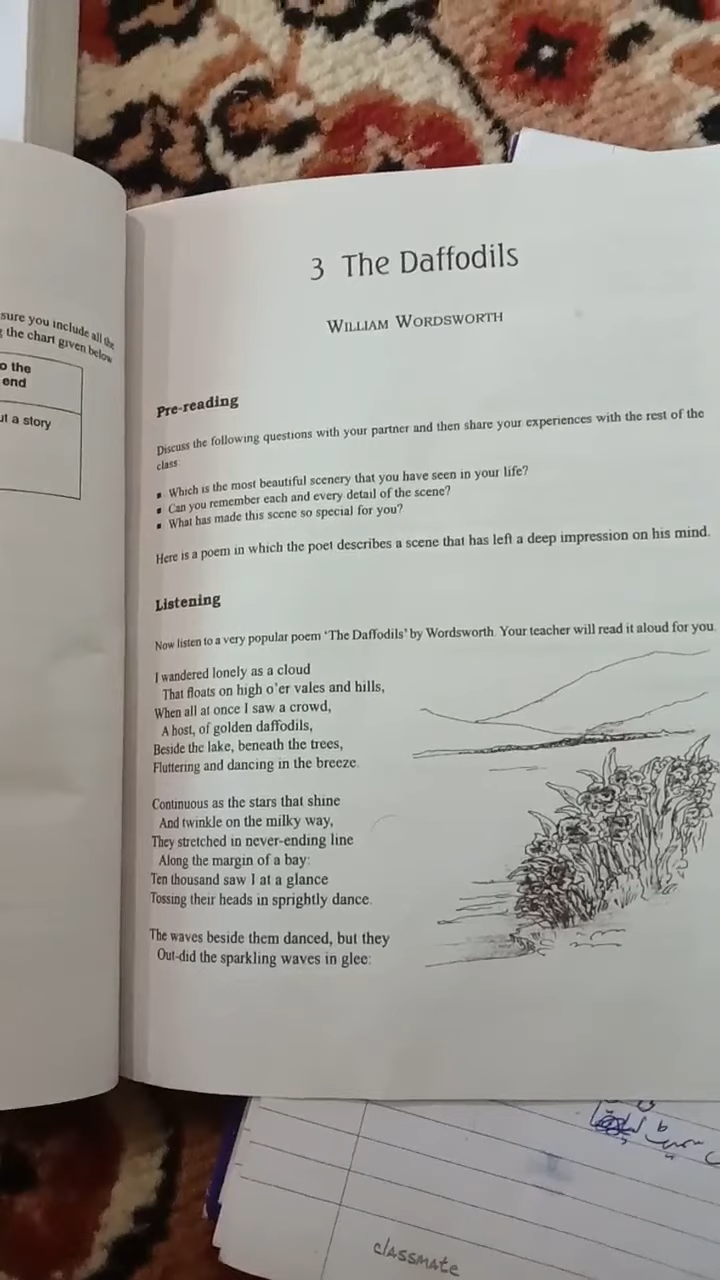 sure you include all the
the chart given below
o the
end
ut a story
3 The Daffodils
WILLIAM WORDSWORTH
Pre-reading
Discuss the following questions with your partner and then share your experiences with the rest of the
class:
▪ Which is the most beautiful scenery that you have seen in your life?
▪ Can you remember each and every detail of the scene?
▪ What has made this scene so special for you?
Here is a poem in which the poet describes a scene that has left a deep impression on his mind.
Listening
Now listen to a very popular poem ‘The Daffodils’ by Wordsworth. Your teacher will read it aloud for you.
I wandered lonely as a cloud
That floats on high o’er vales and hills,
When all at once I saw a crowd,
A host, of golden daffodils,
Beside the lake, beneath the trees,
Fluttering and dancing in the breeze.
Continuous as the stars that shine
And twinkle on the milky way,
They stretched in never-ending line
Along the margin of a bay:
Ten thousand saw I at a glance
Tossing their heads in sprightly dance.
The waves beside them danced, but they
Out-did the sparkling waves in glee:
classmate